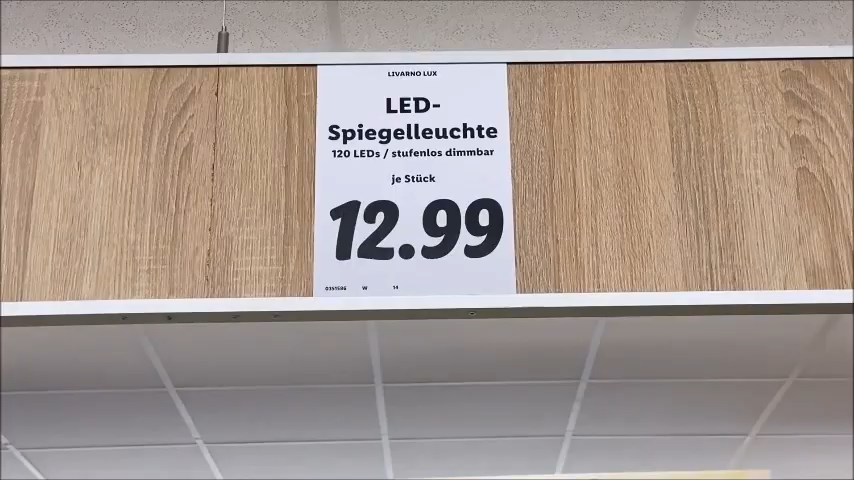 LIVARNO LUX
LED-
Spiegelleuchte
120 LEDs / stufenlos dimmbar
je Stück
12.99
W 14